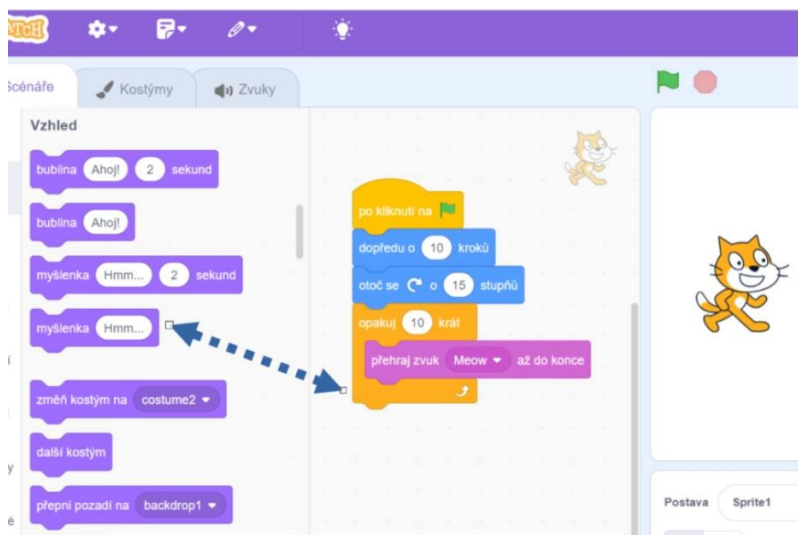 Scénáře
Kostýmy
Zvuky
Vzhled
bublina Ahoj! 2 sekund
bublina Ahoj!
myšlenka Hmm... 2 sekund
myšlenka Hmm...
změň kostým na costume2
další kostým
přepni pozadí na backdrop1
po kliknutí na
dopředu o 10 kroků
otoč se o 15 stupňů
opakuj 10 krát
přehraj zvuk Meow až do konce
Postava Sprite1